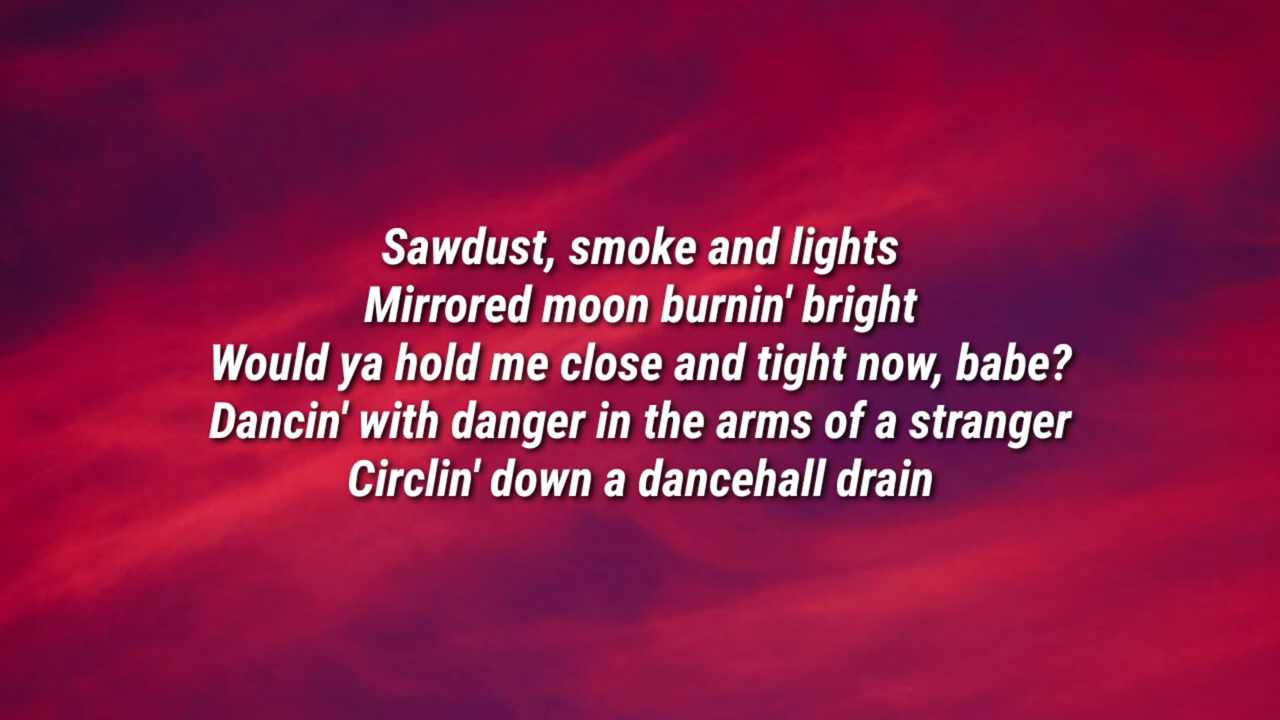 Sawdust, smoke and lights
Mirrored moon burnin' bright
Would ya hold me close and tight now, babe?
Dancin' with danger in the arms of a stranger
Circlin' down a dancehall drain